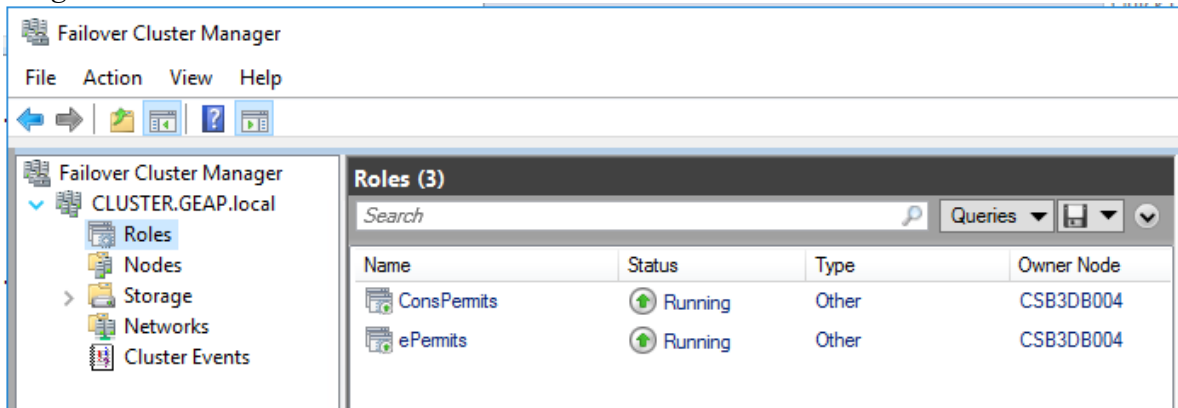 Failover Cluster Manager
File Action View Help
Failover Cluster Manager
CLUSTER.GEAP.local
Roles
Nodes
Storage
Networks
Cluster Events
Roles (3)
Search Queries
Name Status Type Owner Node
ConsPermits Running Other CSB3DB004
ePermits Running Other CSB3DB004